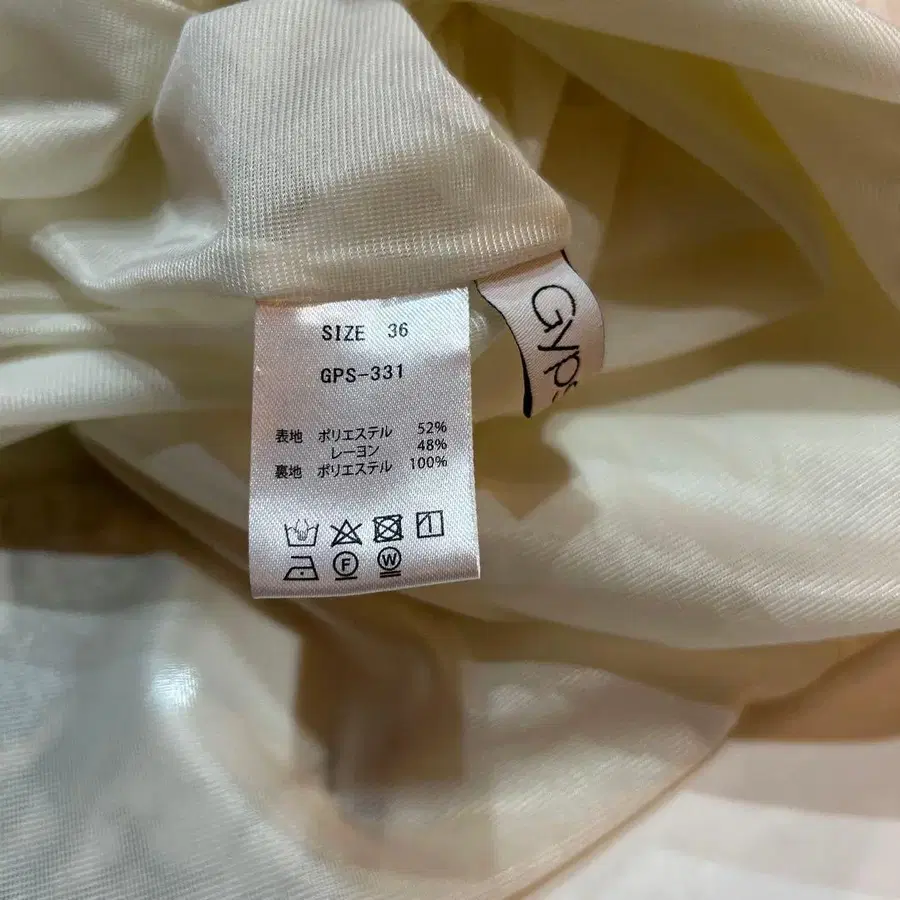 SIZE 36
GPS-331
表地 ポリエステル 52%
レーヨン 48%
裏地 ポリエステル 100%
F
W